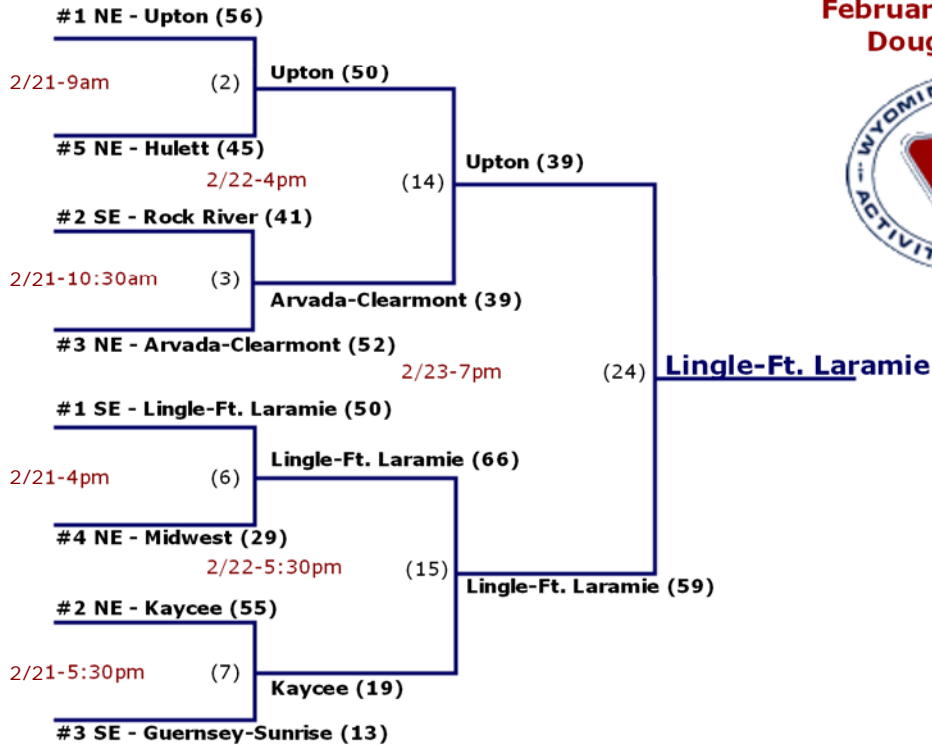 #1 NE - Upton (56)
2/21-9am
(2)
Upton (50)
#5 NE - Hulett (45)
2/22-4pm
(14)
Upton (39)
#2 SE - Rock River (41)
2/21-10:30am
(3)
Arvada-Clearmont (39)
#3 NE - Arvada-Clearmont (52)
2/23-7pm
(24)
Lingle-Ft. Laramie
#1 SE - Lingle-Ft. Laramie (50)
2/21-4pm
(6)
Lingle-Ft. Laramie (66)
#4 NE - Midwest (29)
2/22-5:30pm
(15)
Lingle-Ft. Laramie (59)
#2 NE - Kaycee (55)
2/21-5:30pm
(7)
Kaycee (19)
#3 SE - Guernsey-Sunrise (13)
Februar
Doug
WYOMI
ACTIVIT